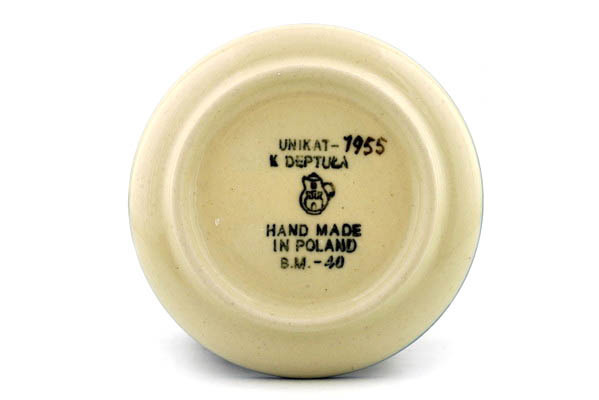 UNIKAT-1955
K DEPTUŁA
HAND MADE
IN POLAND
B.M.-40